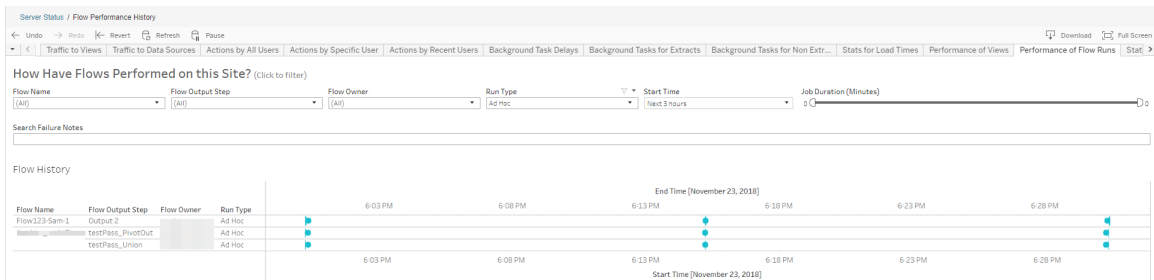 Server Status / Flow Performance History
Undo Redo Revert Refresh Pause Download Full Screen
Traffic to Views Traffic to Data Sources Actions by All Users Actions by Specific User Actions by Recent Users Background Task Delays Background Tasks for Extracts Background Tasks for Non Extr... Stats for Load Times Performance of Views Performance of Flow Runs Stat
How Have Flows Performed on this Site? (Click to filter)
Flow Name Flow Output Step Flow Owner Run Type Start Time Job Duration (Minutes)
(All) (All) (All) Ad Hoc Next 3 hours 0 0
Search Failure Notes
Flow History
End Time [November 23, 2018]
6:03 PM 6:08 PM 6:13 PM 6:18 PM 6:23 PM 6:28 PM
Flow Name Flow Output Step Flow Owner Run Type
Flow123-Sam-1 Output 2 Ad Hoc
testPass_PivotOut Ad Hoc
testPass_Union Ad Hoc
6:03 PM 6:08 PM 6:13 PM 6:18 PM 6:23 PM 6:28 PM
Start Time [November 23, 2018]